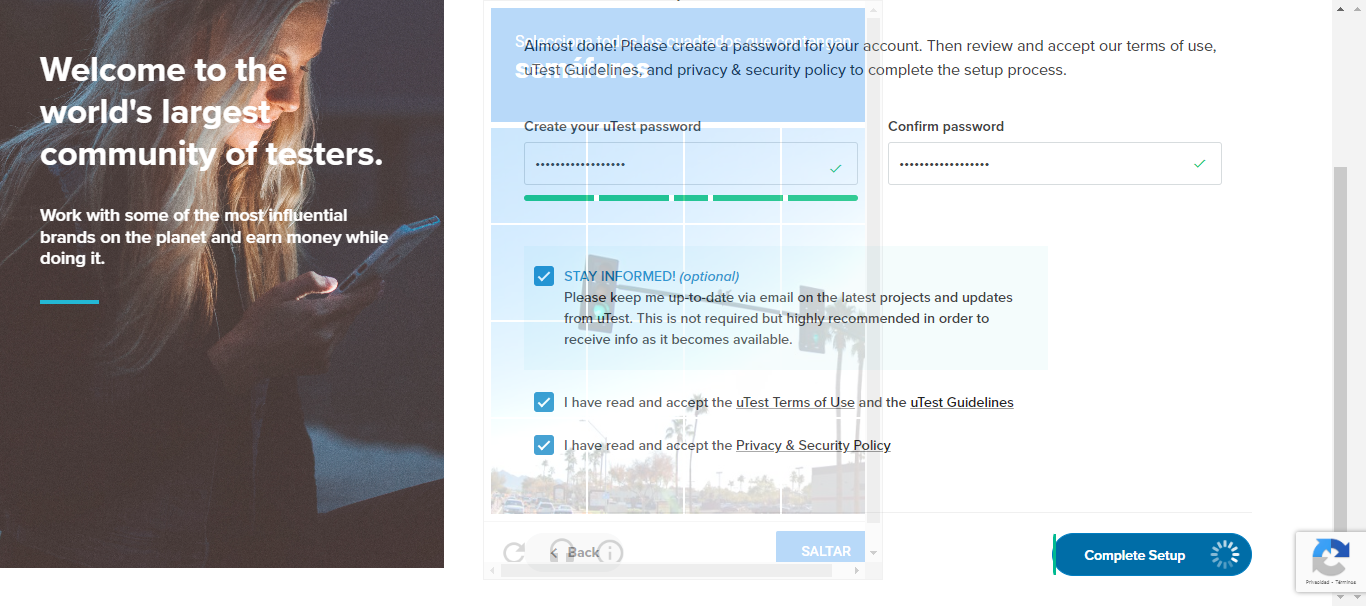 Welcome to the
world's largest
community of testers.
Work with some of the most influential
brands on the planet and earn money while
doing it.
Selecciona todos los cuadrados que contengan
semáforos
Almost done! Please create a password for your account. Then review and accept our terms of use,
uTest Guidelines, and privacy & security policy to complete the setup process.
Create your uTest password
Confirm password
STAY INFORMED! (optional)
Please keep me up-to-date via email on the latest projects and updates
from uTest. This is not required but highly recommended in order to
receive info as it becomes available.
I have read and accept the uTest Terms of Use and the uTest Guidelines
I have read and accept the Privacy & Security Policy
Back
SALTAR
Complete Setup
Privacidad - Términos